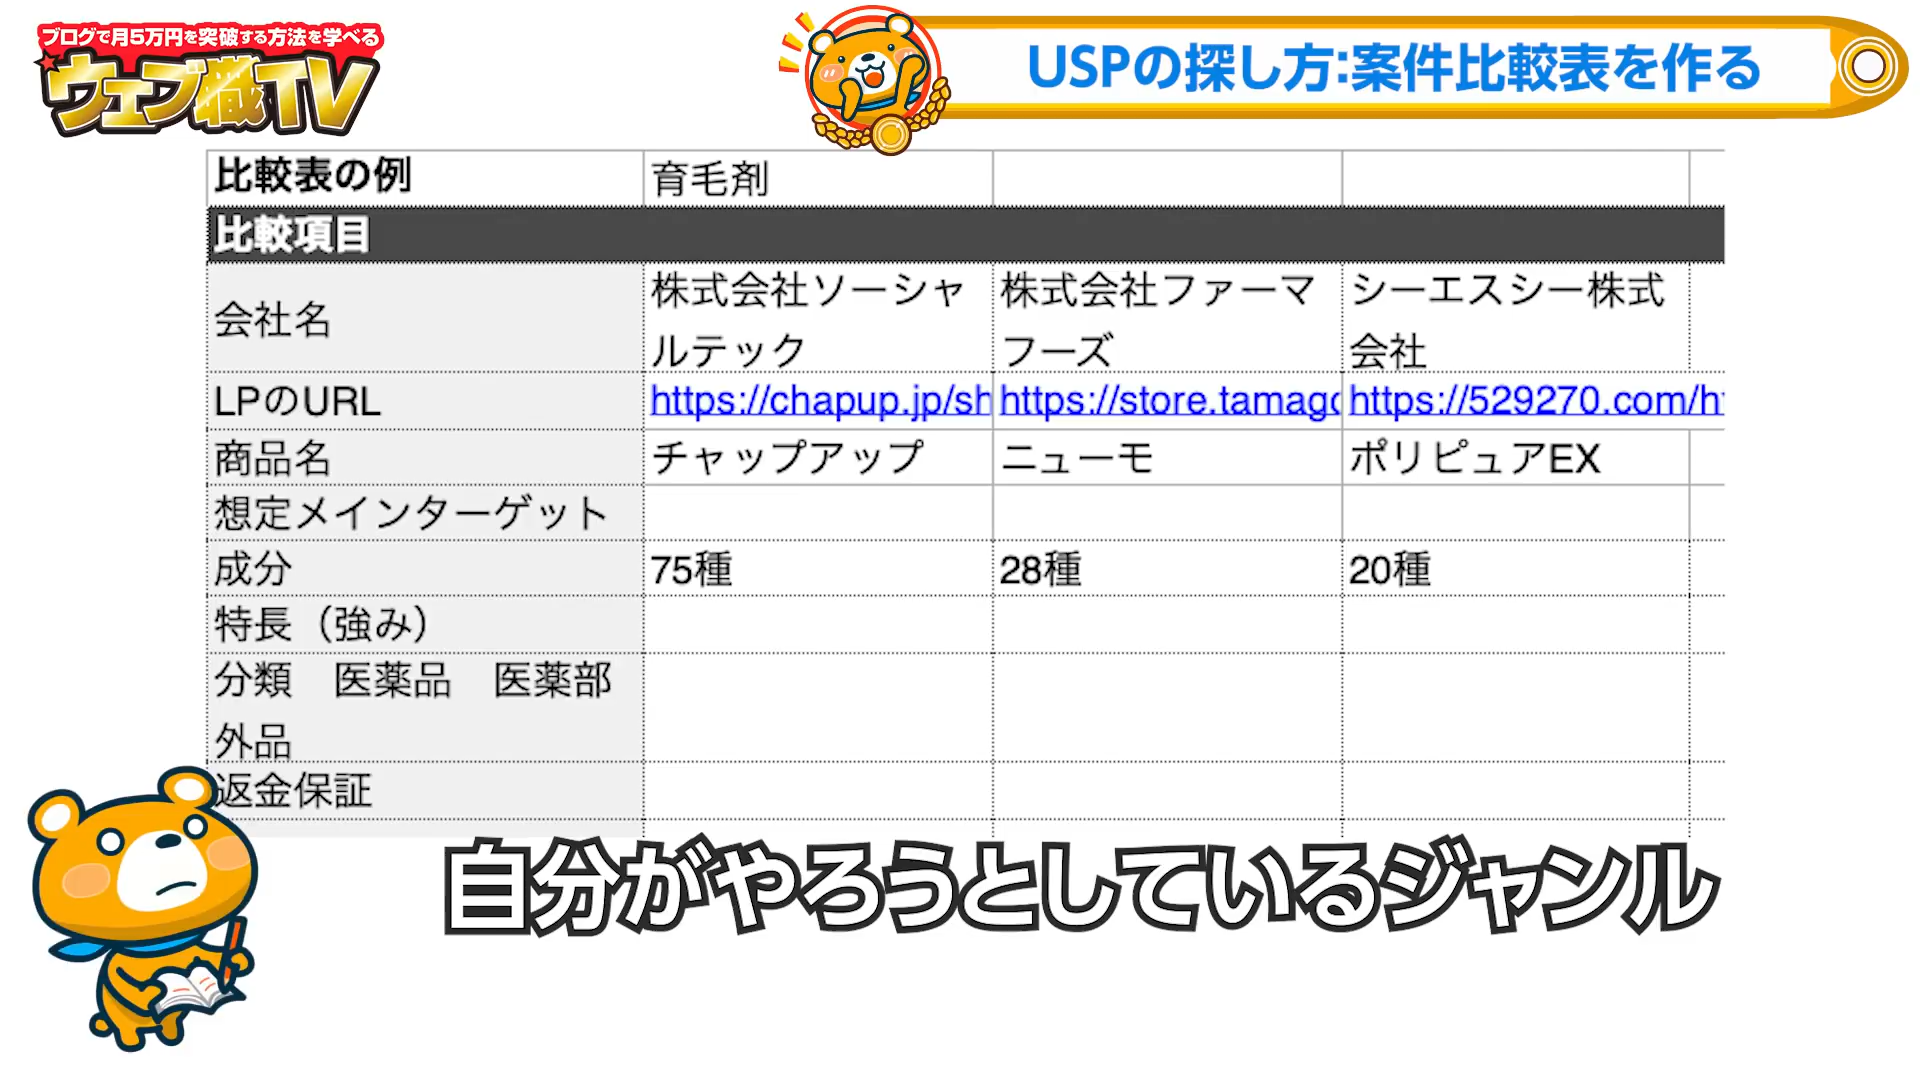 ブログで月5万円を突破する方法を学べる
ウェブ職TV
USPの探し方:案件比較表を作る
比較表の例 育毛剤
比較項目
会社名 株式会社ソーシャルテック 株式会社ファーマフーズ シーエスシー株式会社
LPのURL https://chapup.jp/sh https://store.tamago https://529270.com/h
商品名 チャップアップ ニューモ ポリピュアEX
想定メインターゲット
成分 75種 28種 20種
特長（強み）
分類　医薬品　医薬部
外品
返金保証
自分がやろうとしているジャンル